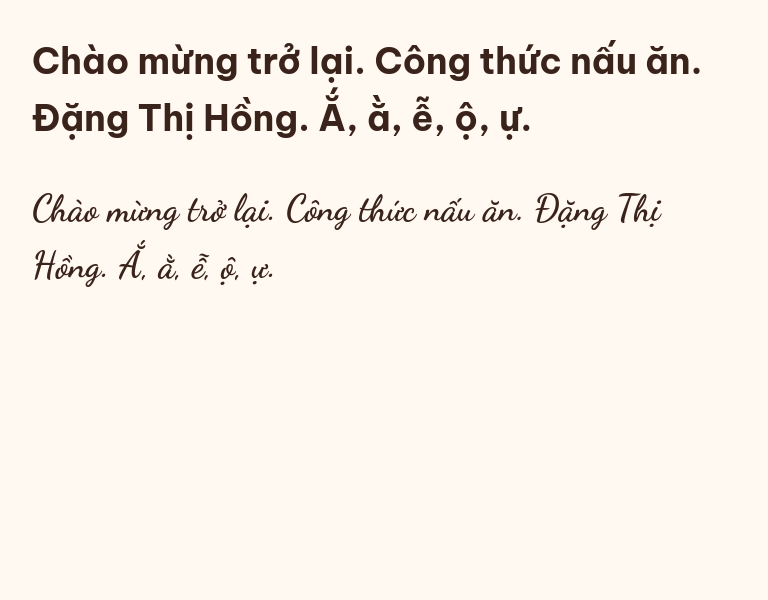 Chào mừng trở lại. Công thức nấu ăn.
Đặng Thị Hồng. Ắ, ằ, ễ, ộ, ự.
Chào mừng trở lại. Công thức nấu ăn. Đặng Thị
Hồng. Ắ, ằ, ễ, ộ, ự.